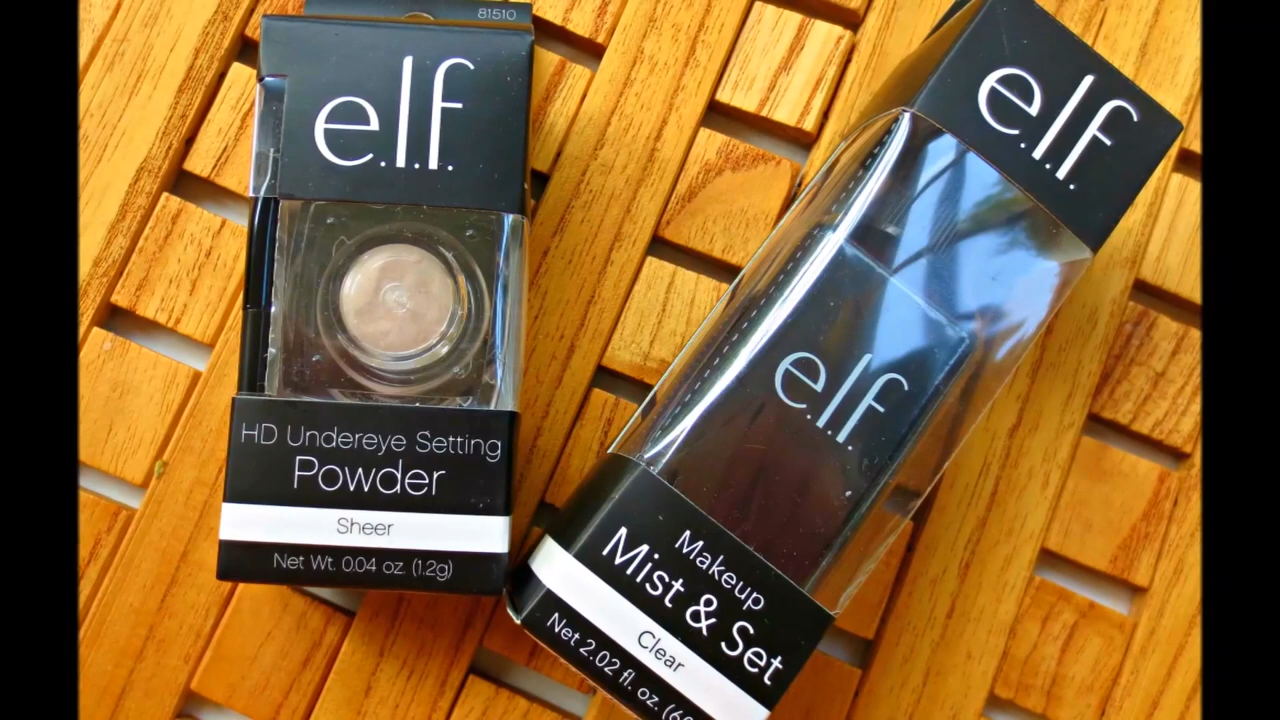 81510
e.l.f.
HD Undereye Setting
Powder
Sheer
Net Wt. 0.04 oz. (1.2g)
e.l.f.
e.l.f.
Makeup
Mist & Set
Clear
Net 2.02 fl. oz.